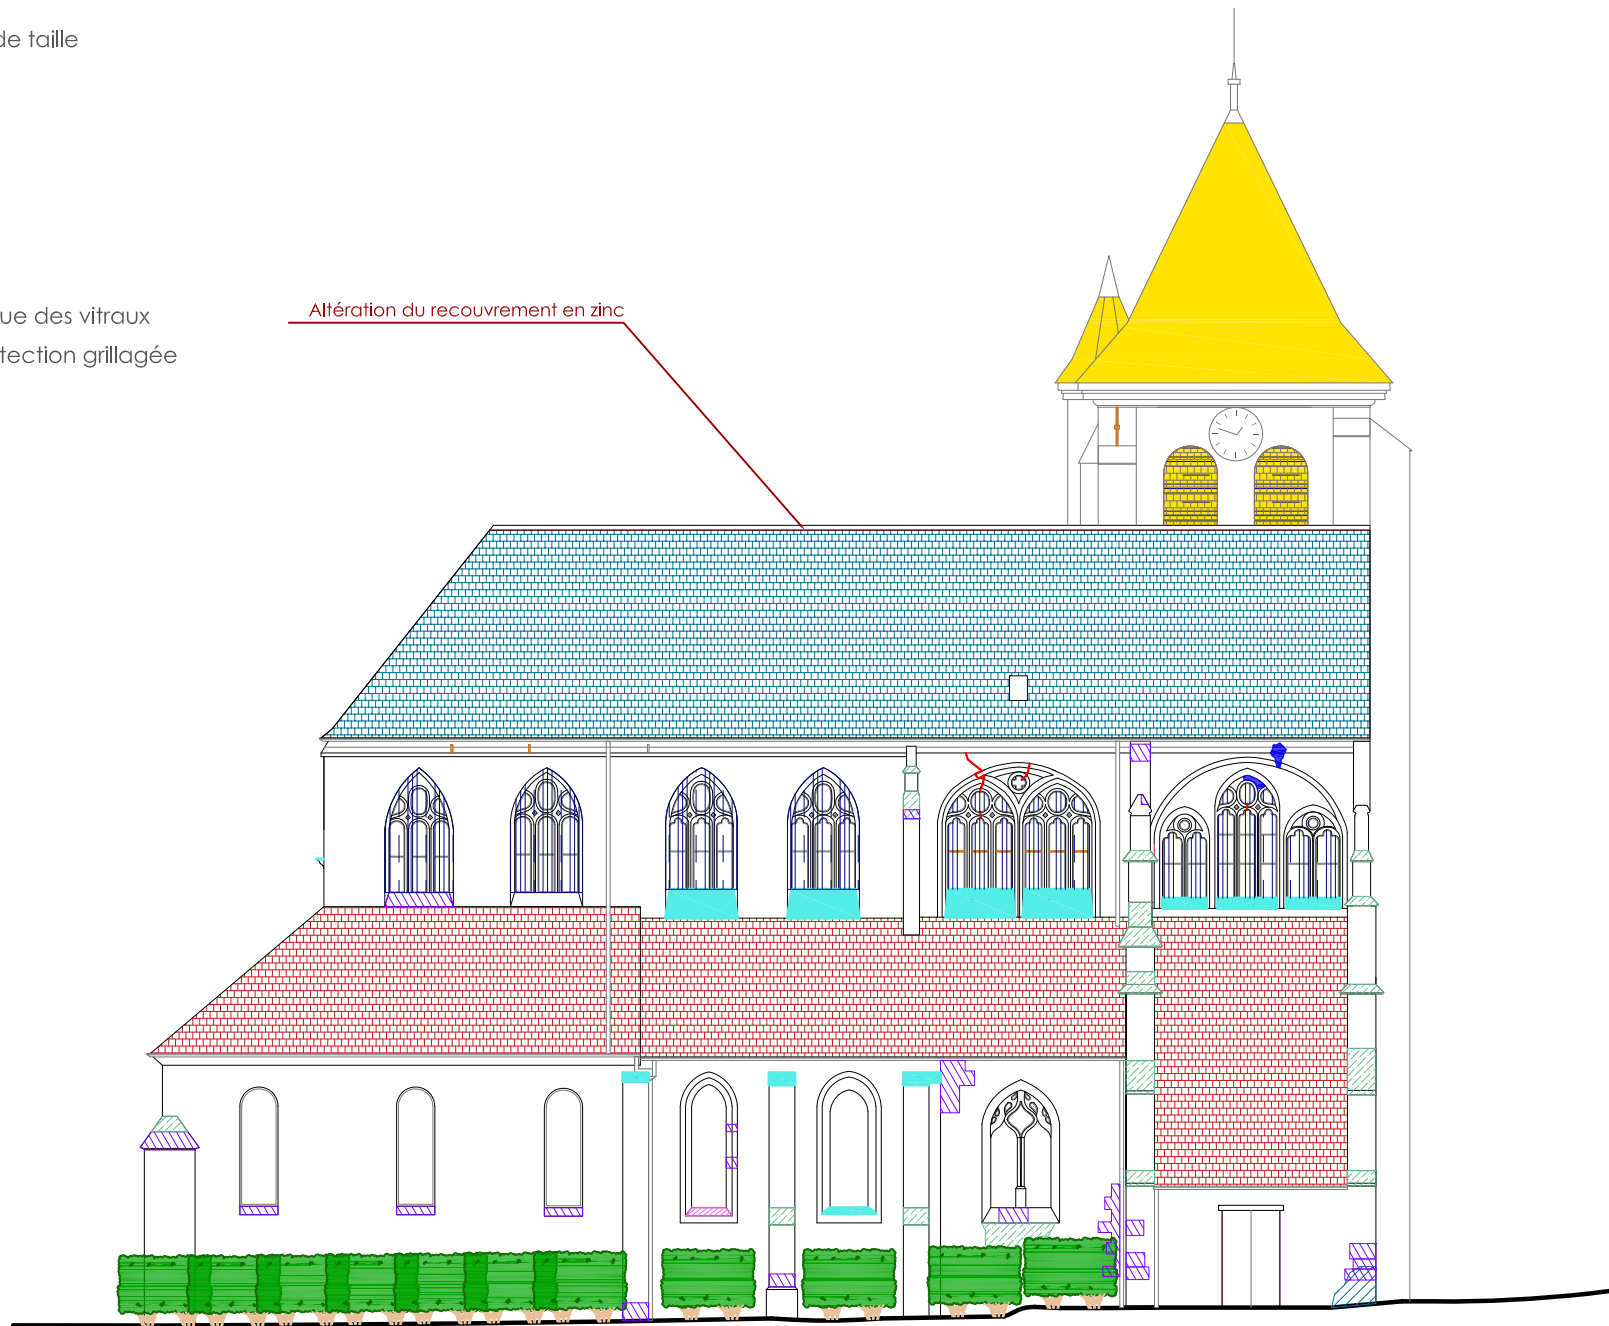 de taille
ue des vitraux
tection grillagée
Altération du recouvrement en zinc